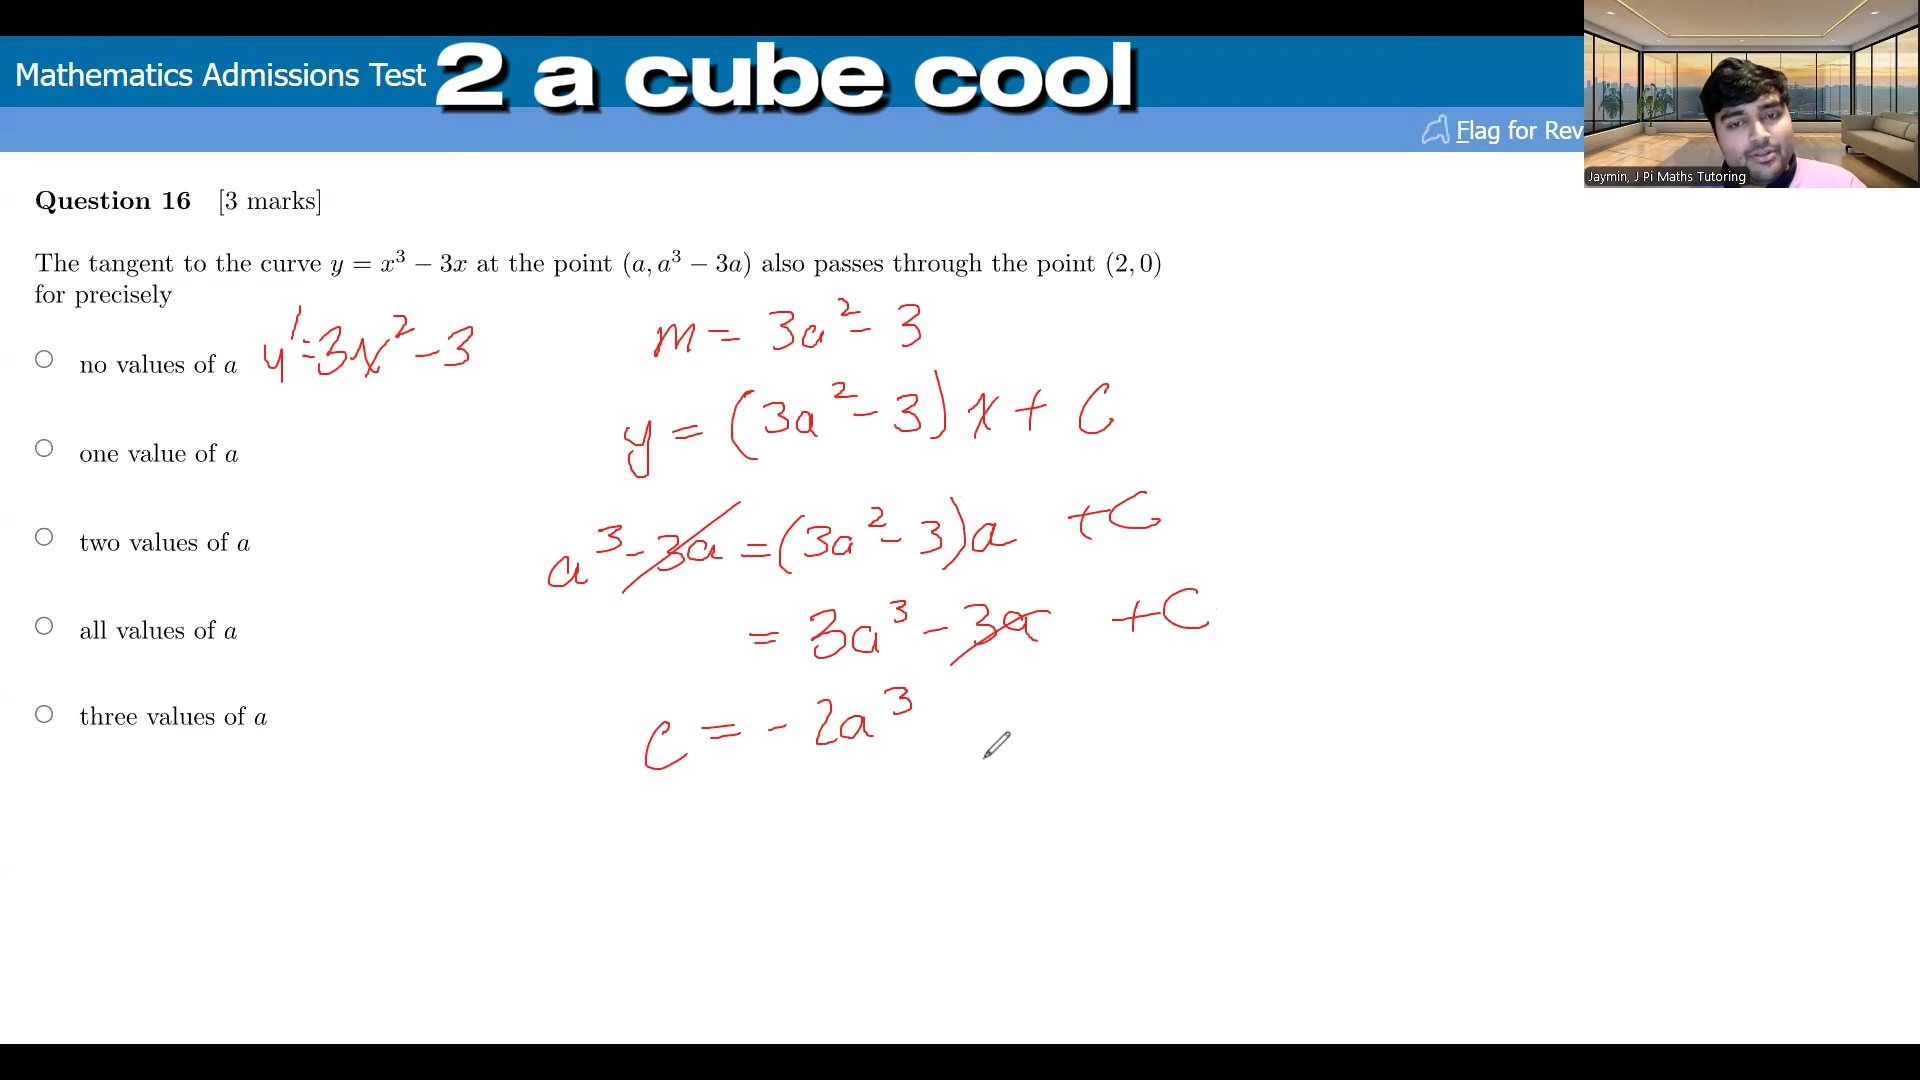 Mathematics Admissions Test
2 a cube cool
Flag for Rev
Jaymin, J Pi Maths Tutoring
Question 16 [3 marks]
The tangent to the curve y = x³ − 3x at the point (a, a³ − 3a) also passes through the point (2, 0)
for precisely
no values of a
one value of a
two values of a
all values of a
three values of a
y' = 3x² − 3
m = 3a² − 3
y = (3a² − 3)x + C
a³ − 3a = (3a² − 3)a + C
= 3a³ − 3a + C
C = −2a³